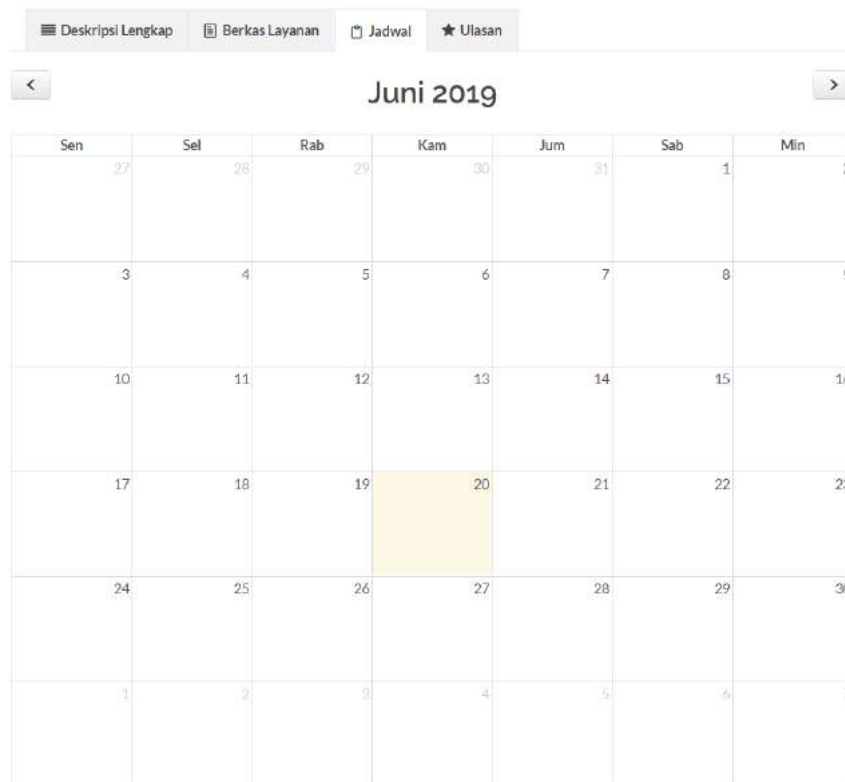 Deskripsi Lengkap Berkas Layanan Jadwal Ulasan
Juni 2019
Sen Sel Rab Kam Jum Sab Min
27 28 29 30 31 1
3 4 5 6 7 8
10 11 12 13 14 15
17 18 19 20 21 22
24 25 26 27 28 29
1 2 3 4 5 6